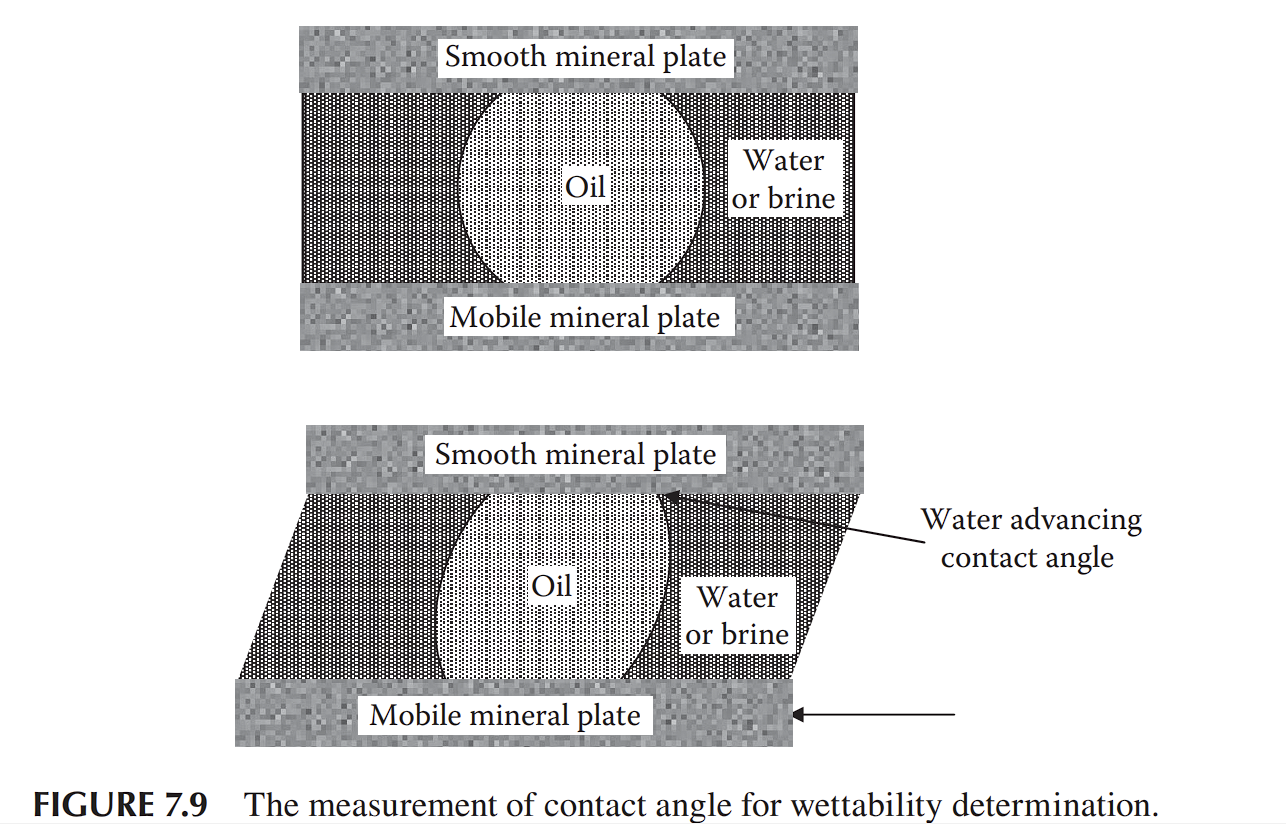 Smooth mineral plate
Oil
Water
or brine
Mobile mineral plate
Smooth mineral plate
Water advancing
contact angle
Oil
Water
or brine
Mobile mineral plate
FIGURE 7.9 The measurement of contact angle for wettability determination.